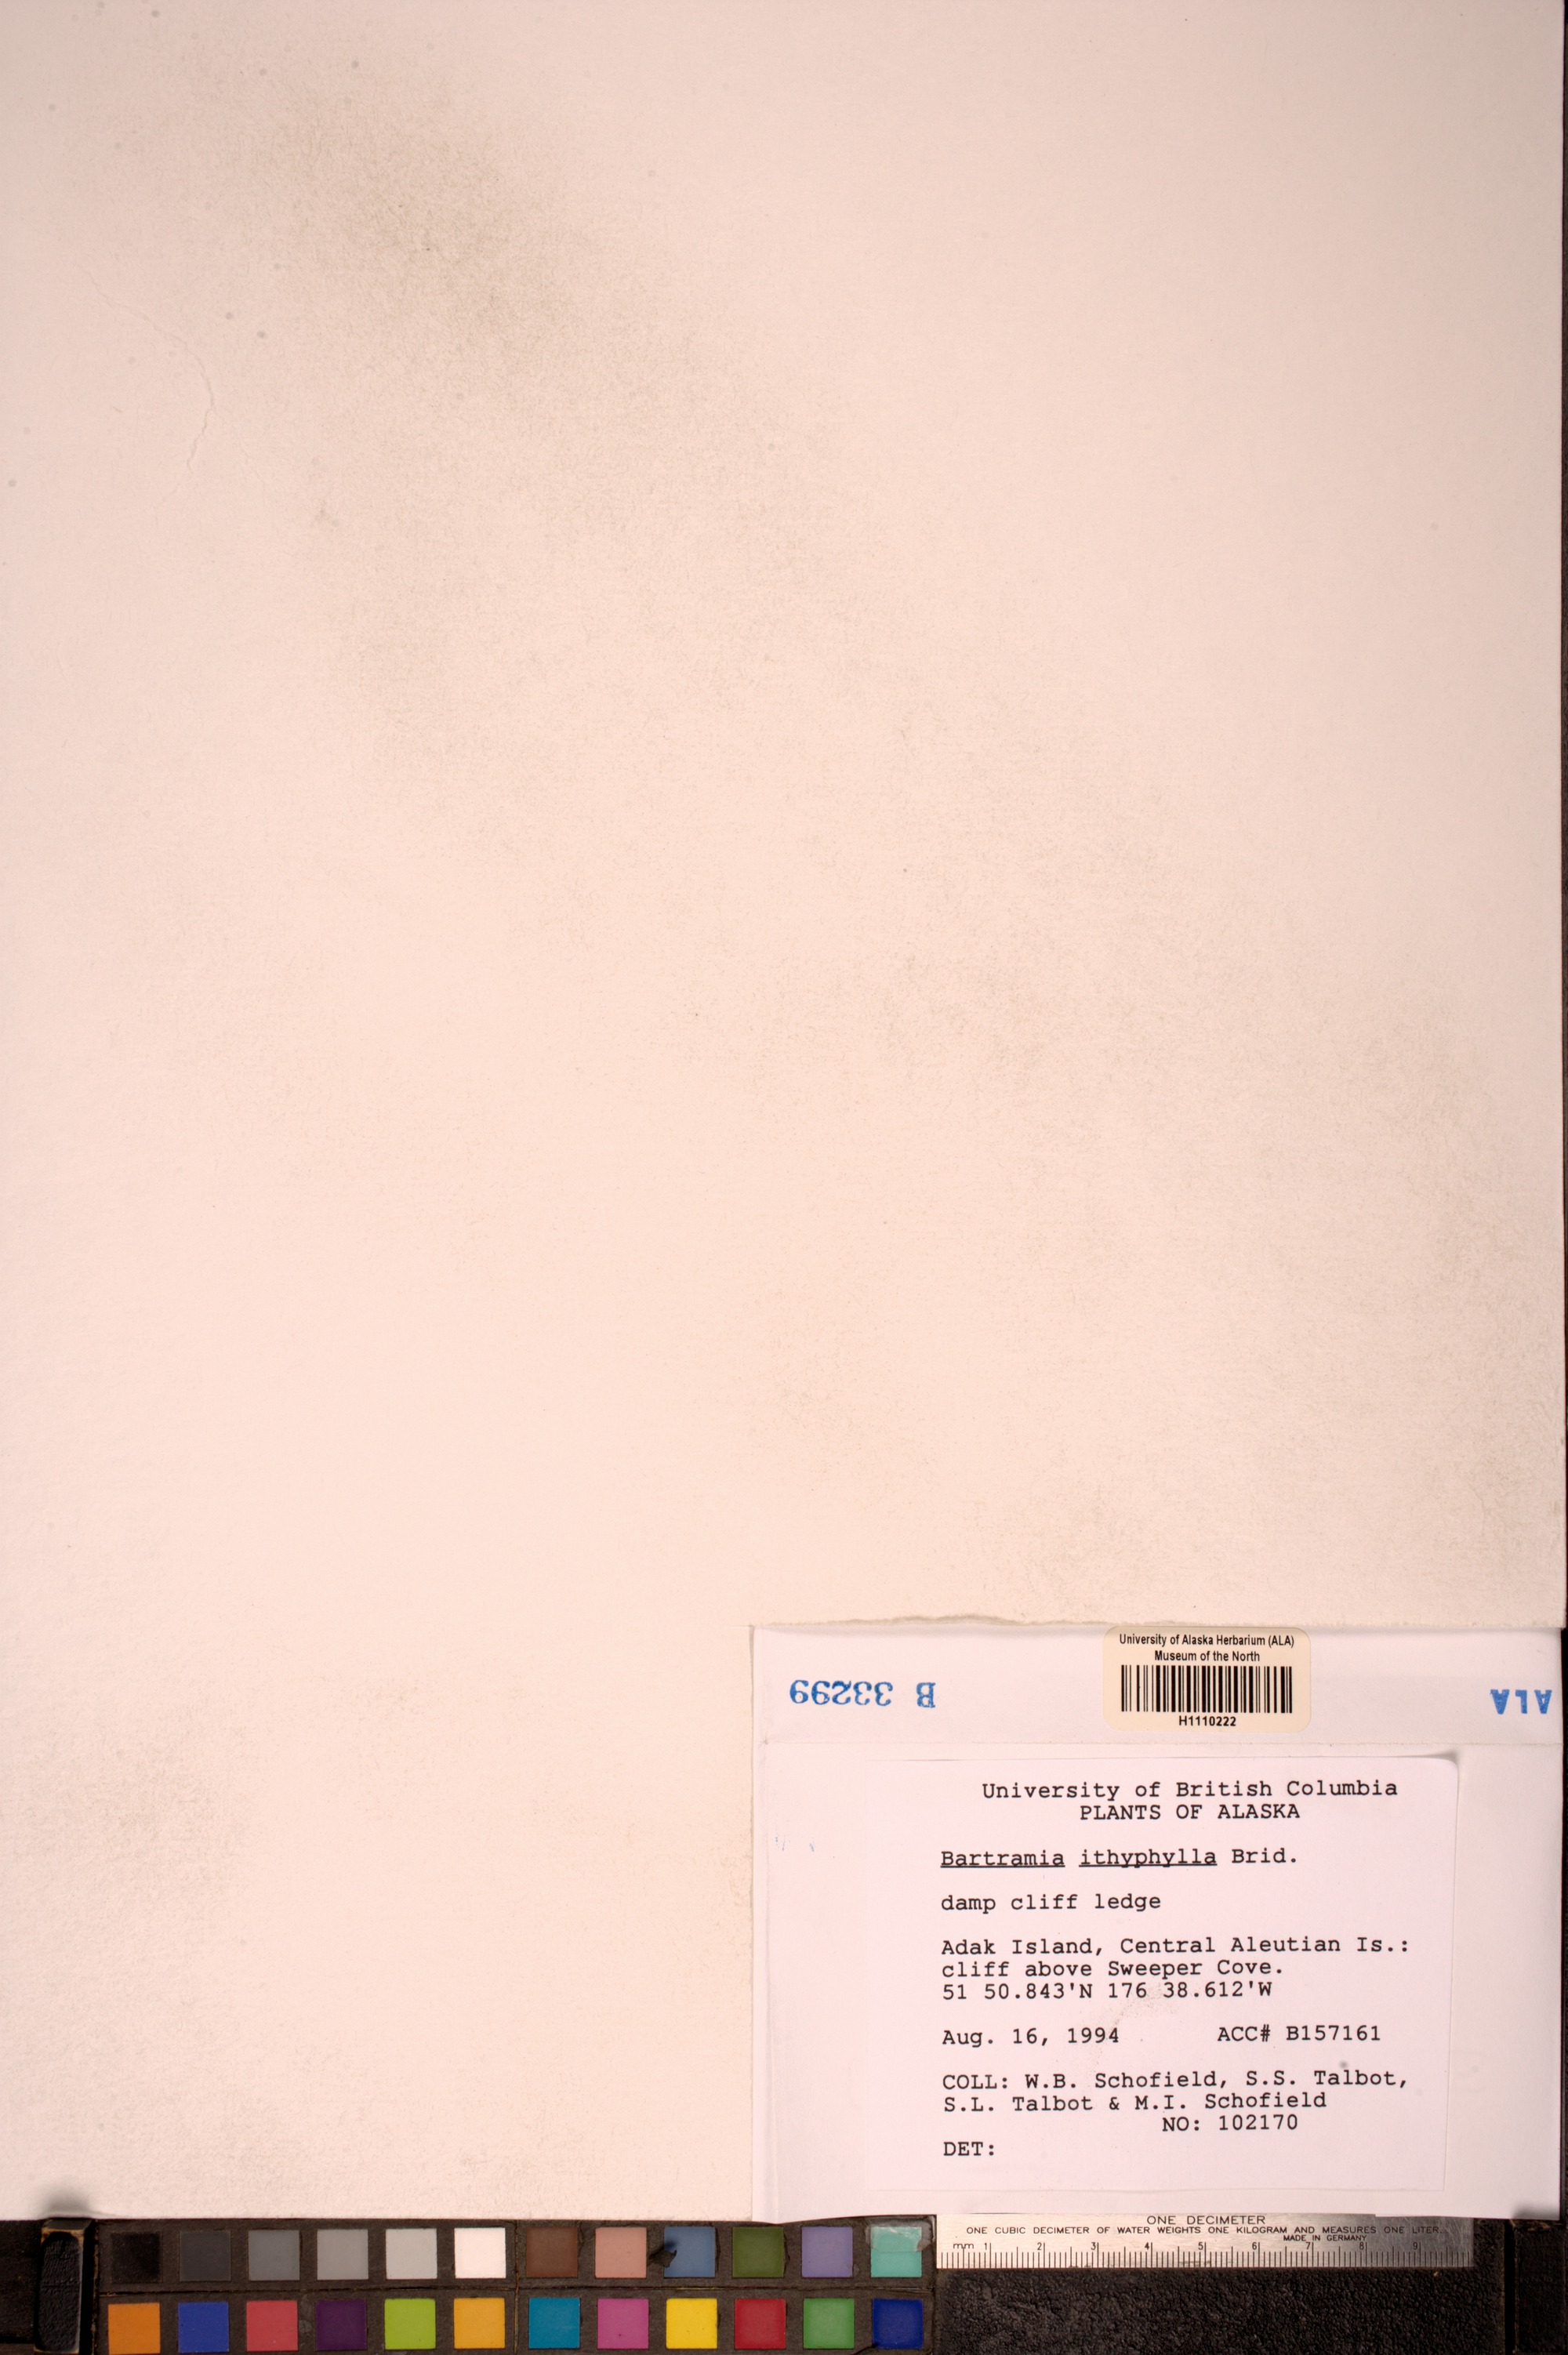 University of Alaska Herbarium (ALA)
Museum of the North
H1110222
B 33299
ALA
University of British Columbia
PLANTS OF ALASKA
Bartramia ithyphylla Brid.
damp cliff ledge
Adak Island, Central Aleutian Is.:
cliff above Sweeper Cove.
51 50.843'N 176 38.612'W
Aug. 16, 1994 ACC# B157161
COLL: W.B. Schofield, S.S. Talbot,
S.L. Talbot & M.I. Schofield
NO: 102170
DET:
ONE DECIMETER
ONE CUBIC DECIMETER OF WATER WEIGHTS ONE KILOGRAM AND MEASURES ONE LITER.
MADE IN GERMANY
mm 1 2 3 4 5 6 7 8 9